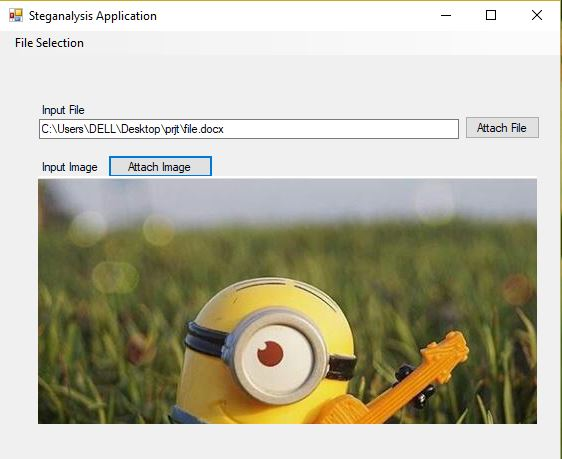 Steganalysis Application
File Selection
Input File
C:\Users\DELL\Desktop\prjt\file.docx
Attach File
Input Image
Attach Image